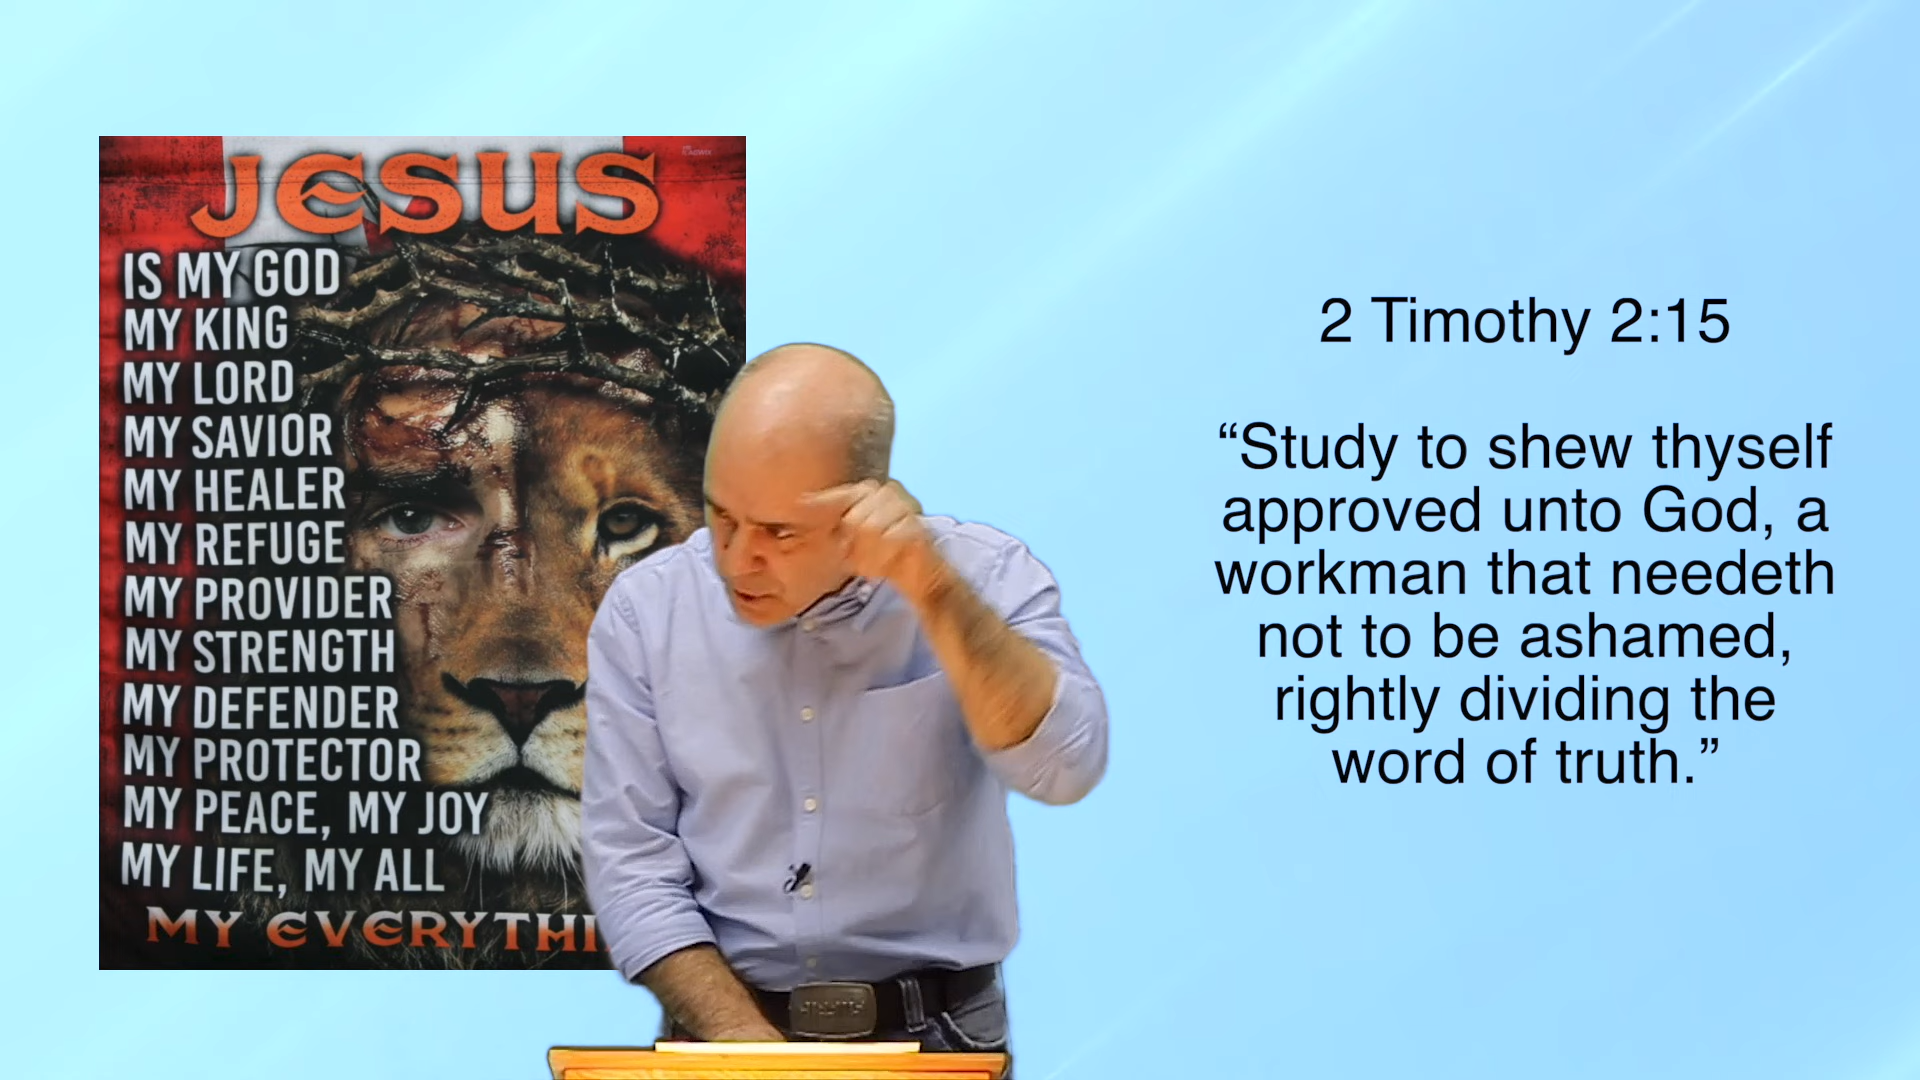 JESUS
IS MY GOD
MY KING
MY LORD
MY SAVIOR
MY HEALER
MY REFUGE
MY PROVIDER
MY STRENGTH
MY DEFENDER
MY PROTECTOR
MY PEACE, MY JOY
MY LIFE, MY ALL
MY EVERYTHI
2 Timothy 2:15
“Study to shew thyself
approved unto God, a
workman that needeth
not to be ashamed,
rightly dividing the
word of truth.”